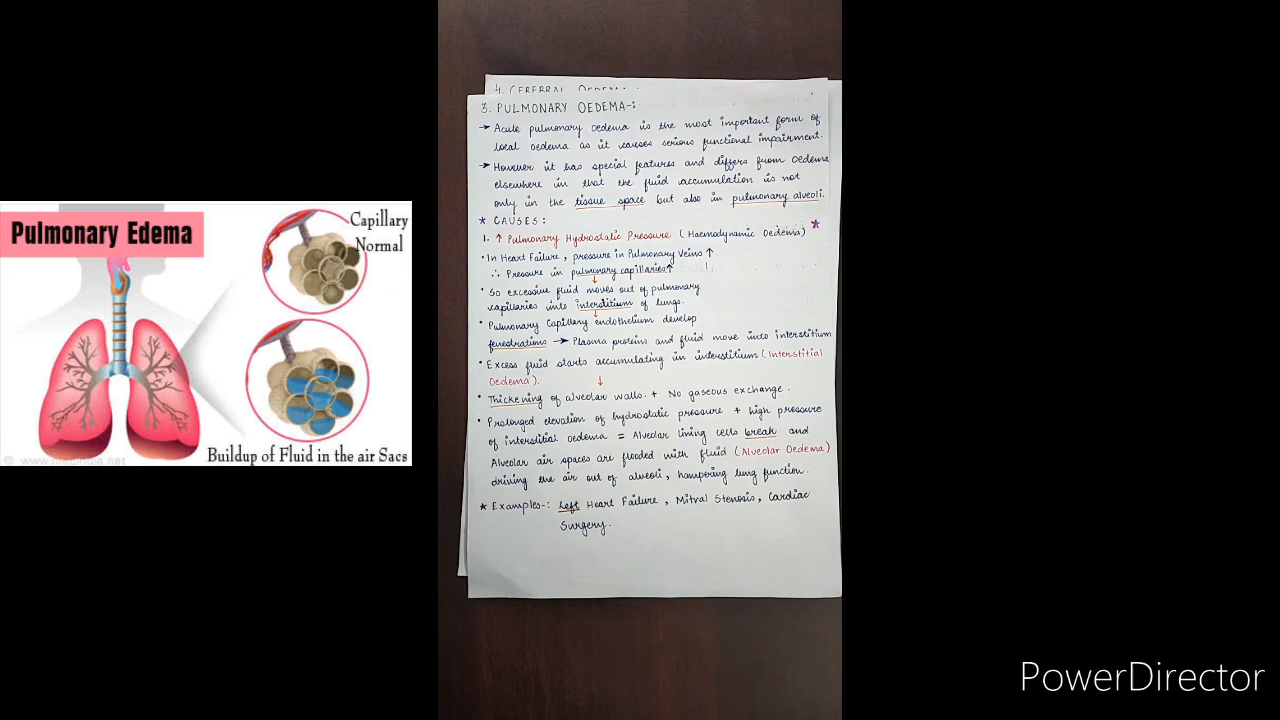 Pulmonary Edema
Capillary
Normal
Buildup of Fluid in the air Sacs
© www.medindia.net
4. CEREBRAL OEDEMA
3. PULMONARY OEDEMA-:
→ Acute pulmonary oedema is the most important form of
local oedema as it causes serious functional impairment.
→ However it has special features and differs from oedema
elsewhere in that the fluid accumulation is not
only in the tissue space but also in pulmonary alveoli.
* CAUSES:
1. ↑ Pulmonary Hydrostatic Pressure (Haemodynamic Oedema) *
• In Heart Failure, pressure in Pulmonary Veins ↑
∴ Pressure in pulmonary capillaries ↑
• So excessive fluid moves out of pulmonary
capillaries into interstitium of lungs.
• Pulmonary Capillary endothelium develop
fenestrations → Plasma proteins and fluid move into interstitium
• Excess fluid starts accumulating in interstitium (Interstitial
Oedema).
• Thickening of alveolar walls. + No gaseous exchange.
• Prolonged elevation of hydrostatic pressure + high pressure
of interstitial oedema = Alveolar lining cells break and
Alveolar air spaces are flooded with fluid (Alveolar Oedema)
driving the air out of alveoli, hampering lung function.
* Examples-: Left Heart Failure, Mitral Stenosis, Cardiac
Surgery.
PowerDirector